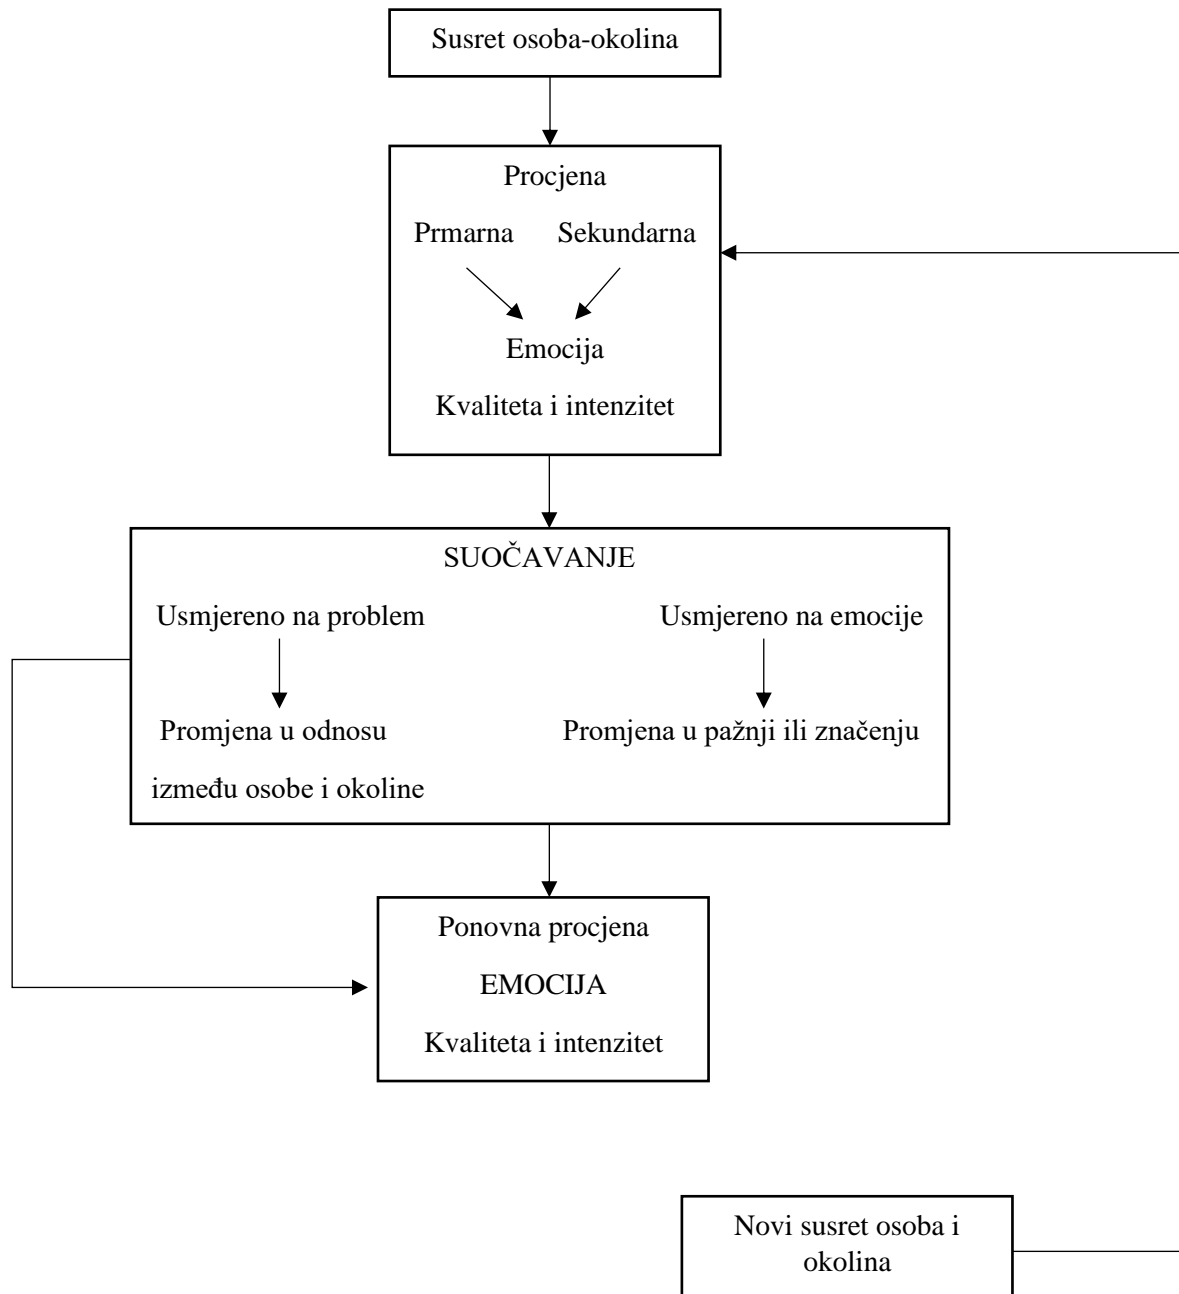 Susret osoba-okolina
Procjena
Prmarna Sekundarna
Emocija
Kvaliteta i intenzitet
SUOČAVANJE
Usmjereno na problem Usmjereno na emocije
Promjena u odnosu Promjena u pažnji ili značenju
između osobe i okoline
Ponovna procjena
EMOCIJA
Kvaliteta i intenzitet
Novi susret osoba i
okolina